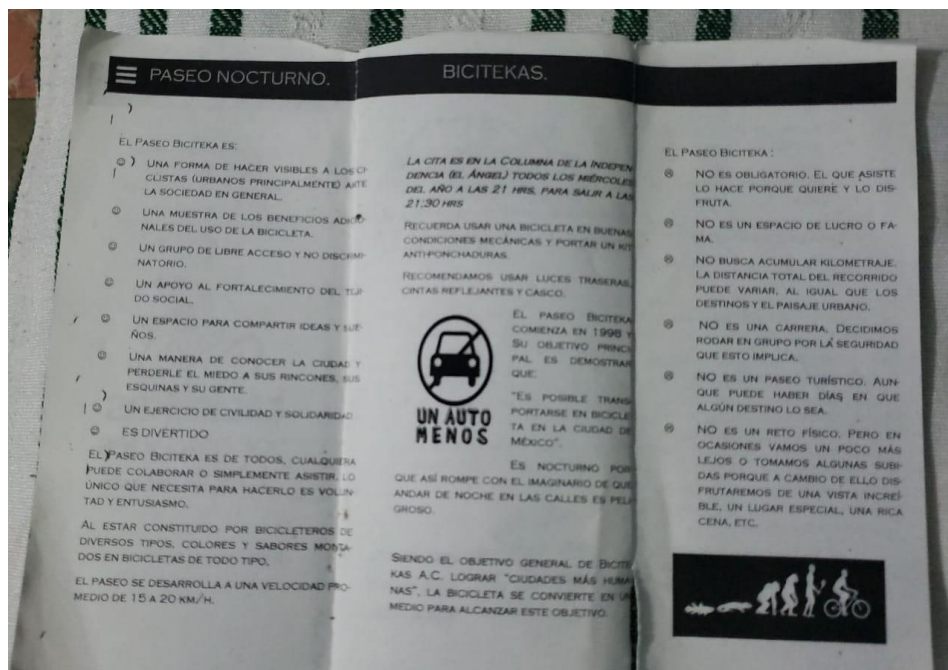 PASEO NOCTURNO.
BICITEKAS.
EL PASEO BICITEKA ES:
UNA FORMA DE HACER VISIBLES A LOS CI
CLISTAS (URBANOS PRINCIPALMENTE) ANTE
LA SOCIEDAD EN GENERAL.
UNA MUESTRA DE LOS BENEFICIOS ADICIO
NALES DEL USO DE LA BICICLETA.
UN GRUPO DE LIBRE ACCESO Y NO DISCRIMI
NATORIO.
UN APOYO AL FORTALECIMIENTO DEL TEJI
DO SOCIAL.
UN ESPACIO PARA COMPARTIR IDEAS Y SUE
ÑOS.
UNA MANERA DE CONOCER LA CIUDAD Y
PERDERLE EL MIEDO A SUS RINCONES, SUS
ESQUINAS Y SU GENTE.
UN EJERCICIO DE CIVILIDAD Y SOLIDARIDAD
ES DIVERTIDO
EL PASEO BICITEKA ES DE TODOS, CUALQUIERA
PUEDE COLABORAR O SIMPLEMENTE ASISTIR, LO
ÚNICO QUE NECESITA PARA HACERLO ES VOLUN-
TAD Y ENTUSIASMO.
AL ESTAR CONSTITUIDO POR BICICLETEROS DE
DIVERSOS TIPOS, COLORES Y SABORES MONTA-
DOS EN BICICLETAS DE TODO TIPO,
EL PASEO SE DESARROLLA A UNA VELOCIDAD PRO-
MEDIO DE 15 A 20 KM/H.
LA CITA ES EN LA COLUMNA DE LA INDEPEN
DENCIA (EL ÁNGEL) TODOS LOS MIÉRCOLES
DEL AÑO A LAS 21 HRS, PARA SALIR A LAS
21:30 HRS
RECUERDA USAR UNA BICICLETA EN BUENAS
CONDICIONES MECÁNICAS Y PORTAR UN KIT
ANTI-PONCHADURAS.
RECOMENDAMOS USAR LUCES TRASERAS,
CINTAS REFLEJANTES Y CASCO.
UN AUTO
MENOS
EL PASEO BICITEKA
COMIENZA EN 1998 Y
SU OBJETIVO PRINCI
PAL ES DEMOSTRAR
QUE:
"ES POSIBLE TRANS
PORTARSE EN BICICLE
TA EN LA CIUDAD DE
MÉXICO".
ES NOCTURNO POR
QUE ASÍ ROMPE CON EL IMAGINARIO DE QUE
ANDAR DE NOCHE EN LAS CALLES ES PELI
GROSO.
SIENDO EL OBJETIVO GENERAL DE BICITE
KAS A.C. LOGRAR "CIUDADES MÁS HUMA
NAS", LA BICICLETA SE CONVIERTE EN UN
MEDIO PARA ALCANZAR ESTE OBJETIVO.
EL PASEO BICITEKA :
NO ES OBLIGATORIO. EL QUE ASISTE
LO HACE PORQUE QUIERE Y LO DIS-
FRUTA.
NO ES UN ESPACIO DE LUCRO O FA-
MA.
NO BUSCA ACUMULAR KILOMETRAJE.
LA DISTANCIA TOTAL DEL RECORRIDO
PUEDE VARIAR, AL IGUAL QUE LOS
DESTINOS Y EL PAISAJE URBANO.
NO ES UNA CARRERA. DECIDIMOS
RODAR EN GRUPO POR LA SEGURIDAD
QUE ESTO IMPLICA.
NO ES UN PASEO TURÍSTICO. AUN-
QUE PUEDE HABER DÍAS EN QUE
ALGÚN DESTINO LO SEA.
NO ES UN RETO FÍSICO. PERO EN
OCASIONES VAMOS UN POCO MÁS
LEJOS O TOMAMOS ALGUNAS SUBI-
DAS PORQUE A CAMBIO DE ELLO DIS-
FRUTAREMOS DE UNA VISTA INCREÍ-
BLE, UN LUGAR ESPECIAL, UNA RICA
CENA, ETC.